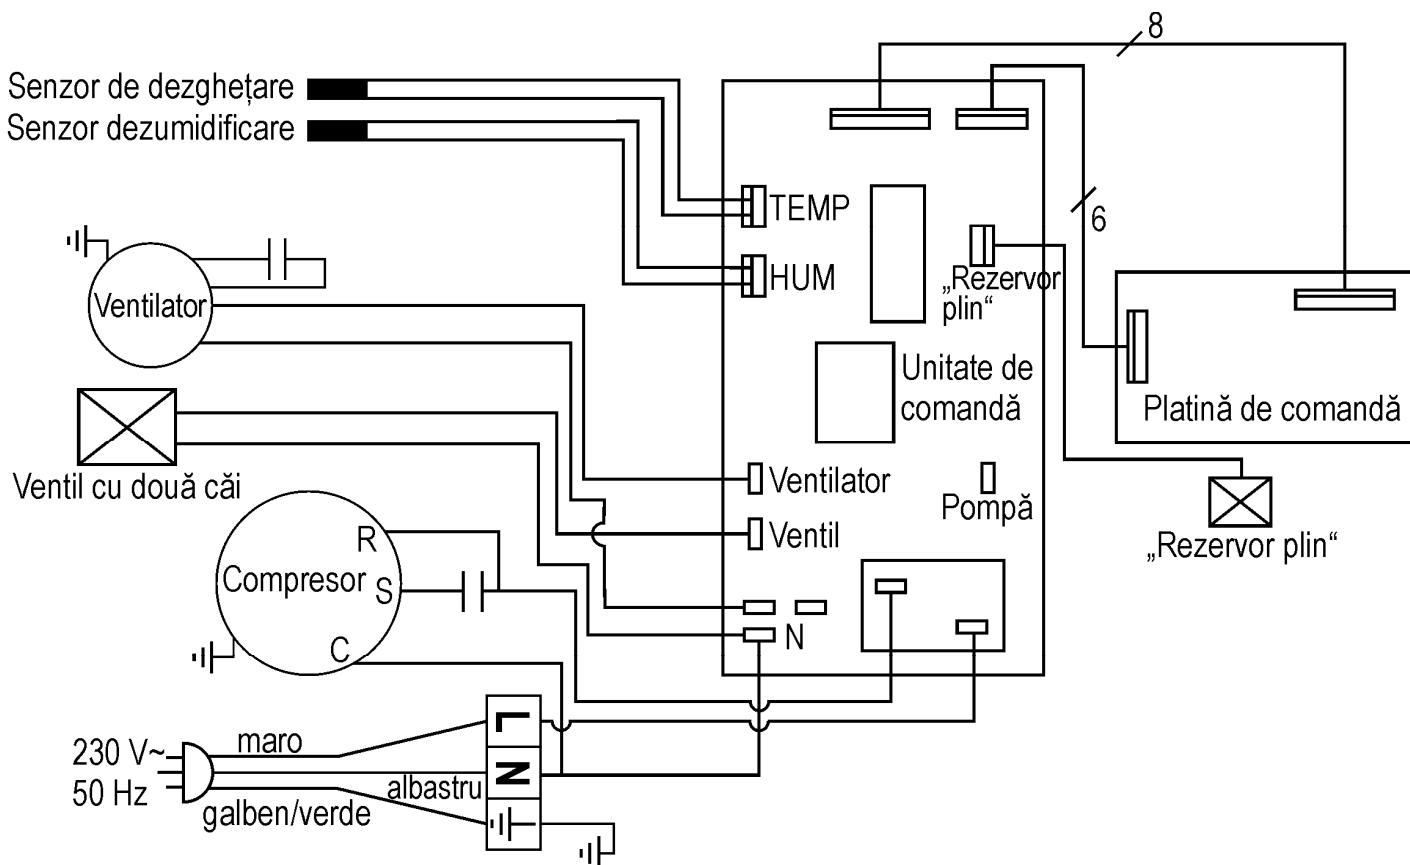 8
Senzor de dezghețare
Senzor dezumidificare
TEMP
6
HUM
„Rezervor
plin“
Ventilator
Unitate de
comandă
Platină de comandă
Ventil cu două căi
Ventilator
Pompă
Ventil
„Rezervor plin“
R
Compresor
S
N
C
L
maro
230 V~
N
albastru
50 Hz
galben/verde